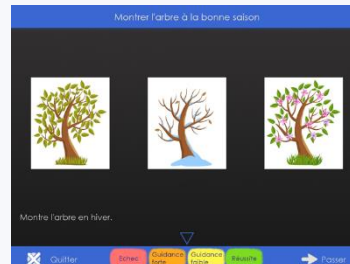 Montrer l'arbre à la bonne saison
Montre l'arbre en hiver.
Quitter
Echec
Guidance
forte
Guidance
faible
Réussite
Passer